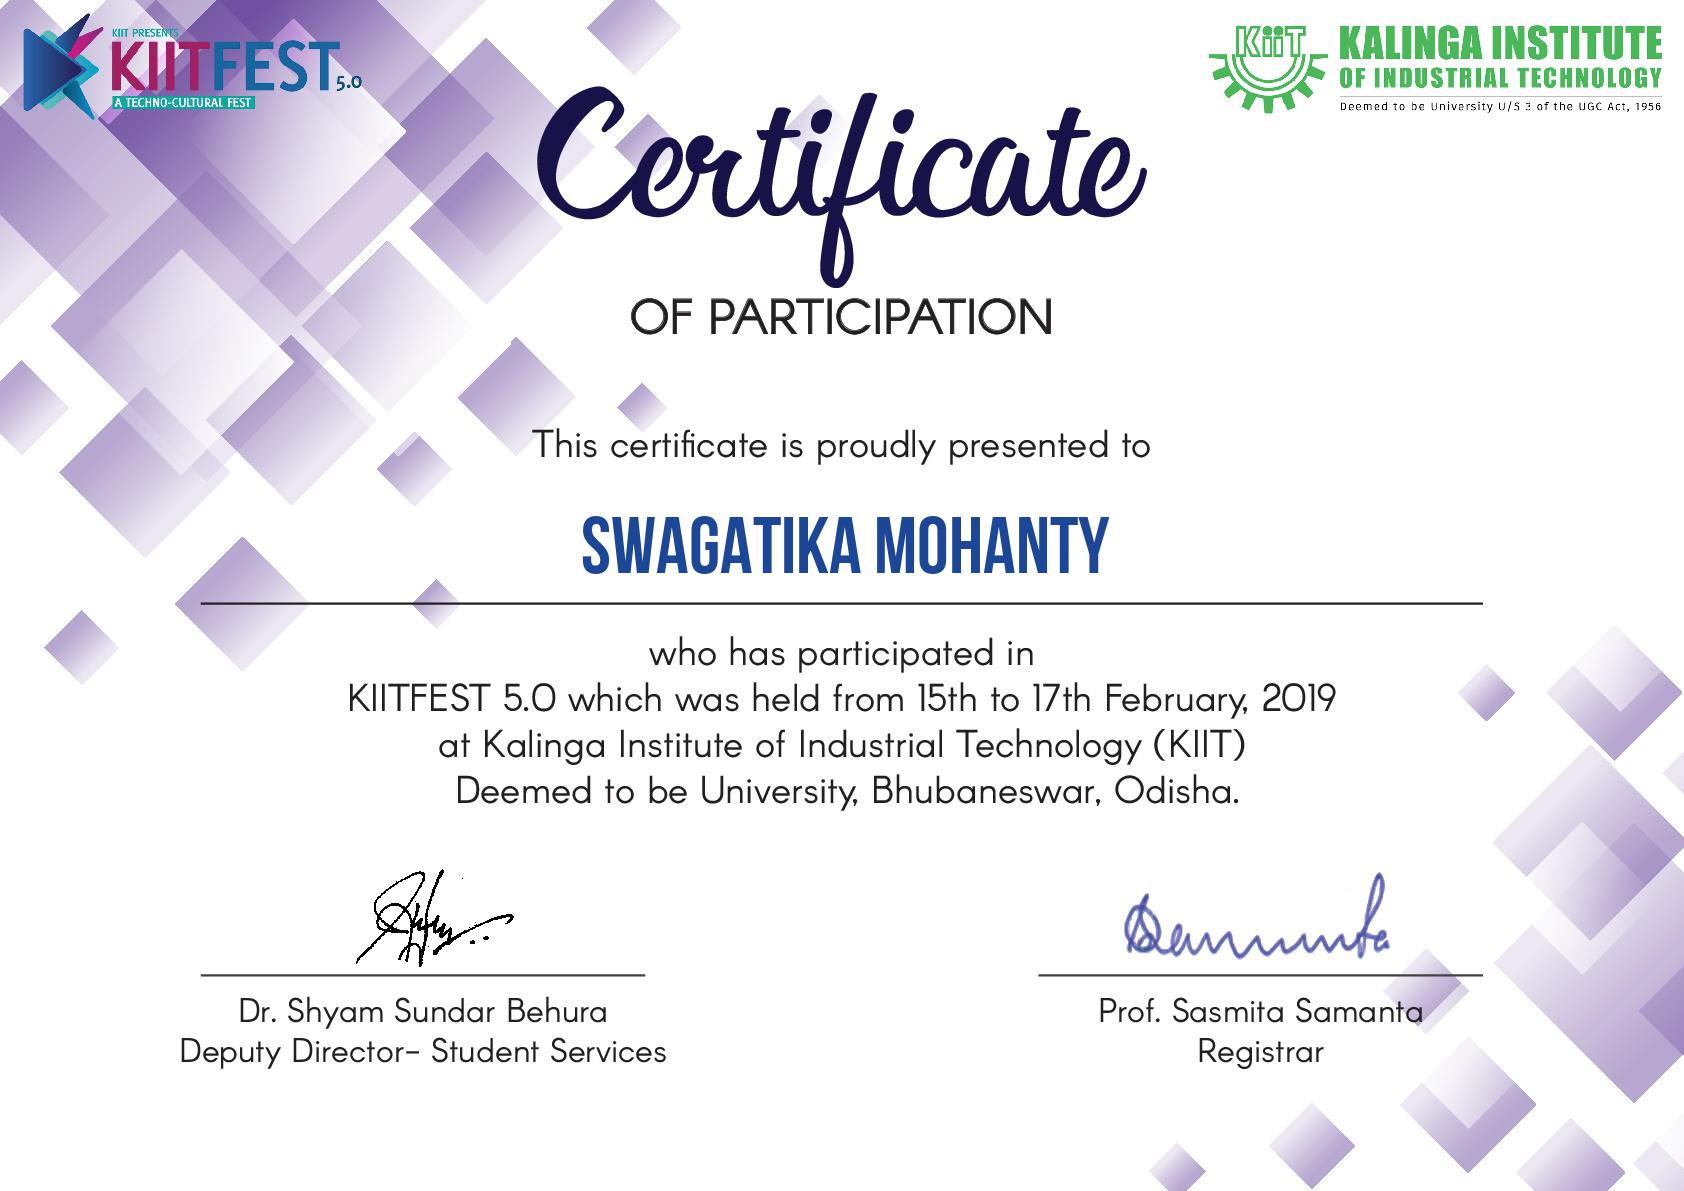 KIIT PRESENTS
KIITFEST 5.0
A TECHNO-CULTURAL FEST
KiiT
KALINGA INSTITUTE
OF INDUSTRIAL TECHNOLOGY
Deemed to be University U/S 3 of the UGC Act, 1956
Certificate
OF PARTICIPATION
This certificate is proudly presented to
SWAGATIKA MOHANTY
who has participated in
KIITFEST 5.0 which was held from 15th to 17th February, 2019
at Kalinga Institute of Industrial Technology (KIIT)
Deemed to be University, Bhubaneswar, Odisha.
Dr. Shyam Sundar Behura
Deputy Director- Student Services
Prof. Sasmita Samanta
Registrar